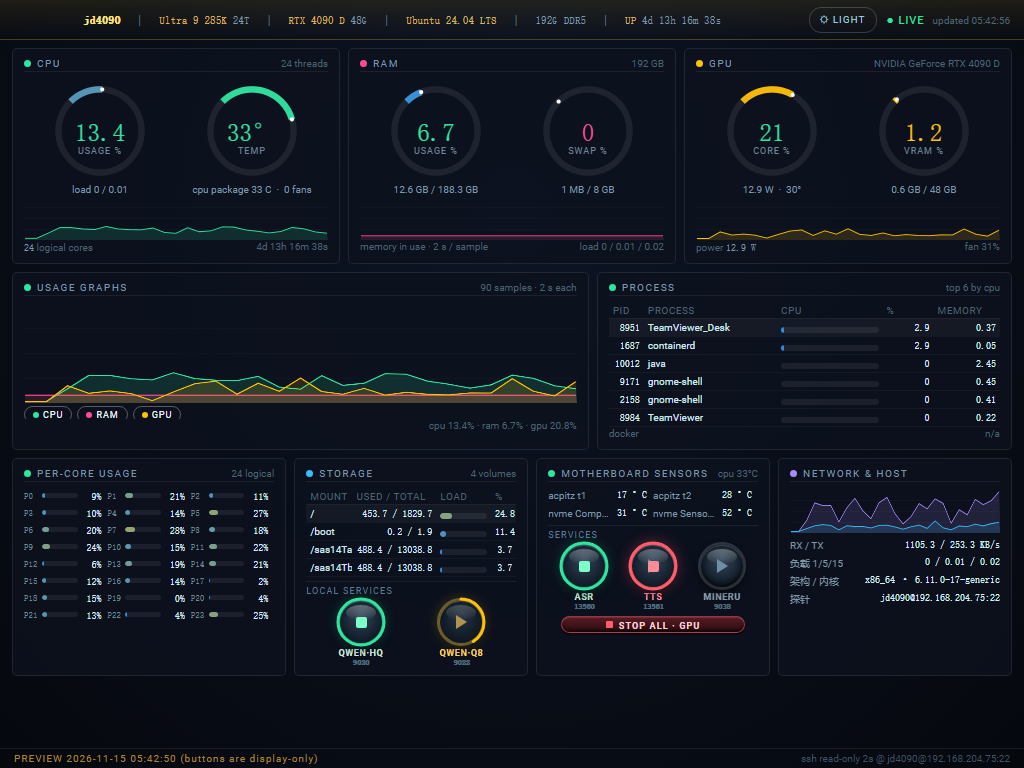 jd4090 | Ultra 9 285K 24T | RTX 4090 D 48G | Ubuntu 24.04 LTS | 192G DDR5 | UP 4d 13h 16m 38s
LIGHT
LIVE updated 05:42:56
CPU 24 threads
13.4 33°
USAGE % TEMP
load 0 / 0.01 cpu package 33 C · 0 fans
24 logical cores 4d 13h 16m 38s
RAM 192 GB
6.7 0
USAGE % SWAP %
12.6 GB / 188.3 GB 1 MB / 8 GB
memory in use · 2 s / sample load 0 / 0.01 / 0.02
GPU NVIDIA GeForce RTX 4090 D
21 1.2
CORE % VRAM %
12.9 W · 30° 0.6 GB / 48 GB
power 12.9 W fan 31%
USAGE GRAPHS 90 samples · 2 s each
CPU RAM GPU
cpu 13.4% · ram 6.7% · gpu 20.8%
PROCESS top 6 by cpu
PID PROCESS CPU % MEMORY
8951 TeamViewer_Desk 2.9 0.37
1687 containerd 2.9 0.05
10012 java 0 2.45
9171 gnome-shell 0 0.45
2158 gnome-shell 0 0.41
8984 TeamViewer 0 0.22
docker n/a
PER-CORE USAGE 24 logical
P0 9% P1 21% P2 11%
P3 10% P4 14% P5 27%
P6 20% P7 28% P8 18%
P9 24% P10 15% P11 22%
P12 6% P13 19% P14 21%
P15 12% P16 14% P17 2%
P18 15% P19 0% P20 4%
P21 13% P22 4% P23 25%
STORAGE 4 volumes
MOUNT USED / TOTAL LOAD %
/ 453.7 / 1829.7 24.8
/boot 0.2 / 1.9 11.4
/sas14Ta 488.4 / 13038.8 3.7
/sas14Tb 488.4 / 13038.8 3.7
LOCAL SERVICES
QWEN·HQ QWEN·Q8
9080 9088
MOTHERBOARD SENSORS cpu 33°C
acpitz t1 17 ° C acpitz t2 28 ° C
nvme Comp… 31 ° C nvme Senso… 52 ° C
SERVICES
ASR TTS MINERU
13560 13561 9038
STOP ALL · GPU
NETWORK & HOST
RX / TX 1105.3 / 253.3 KB/s
负载 1/5/15 0 / 0.01 / 0.02
架构 / 内核 x86_64 · 6.11.0-17-generic
探针 jd4090@192.168.204.75:22
PREVIEW 2026-11-15 05:42:50 (buttons are display-only)
ssh read-only 2s @ jd4090@192.168.204.75:22